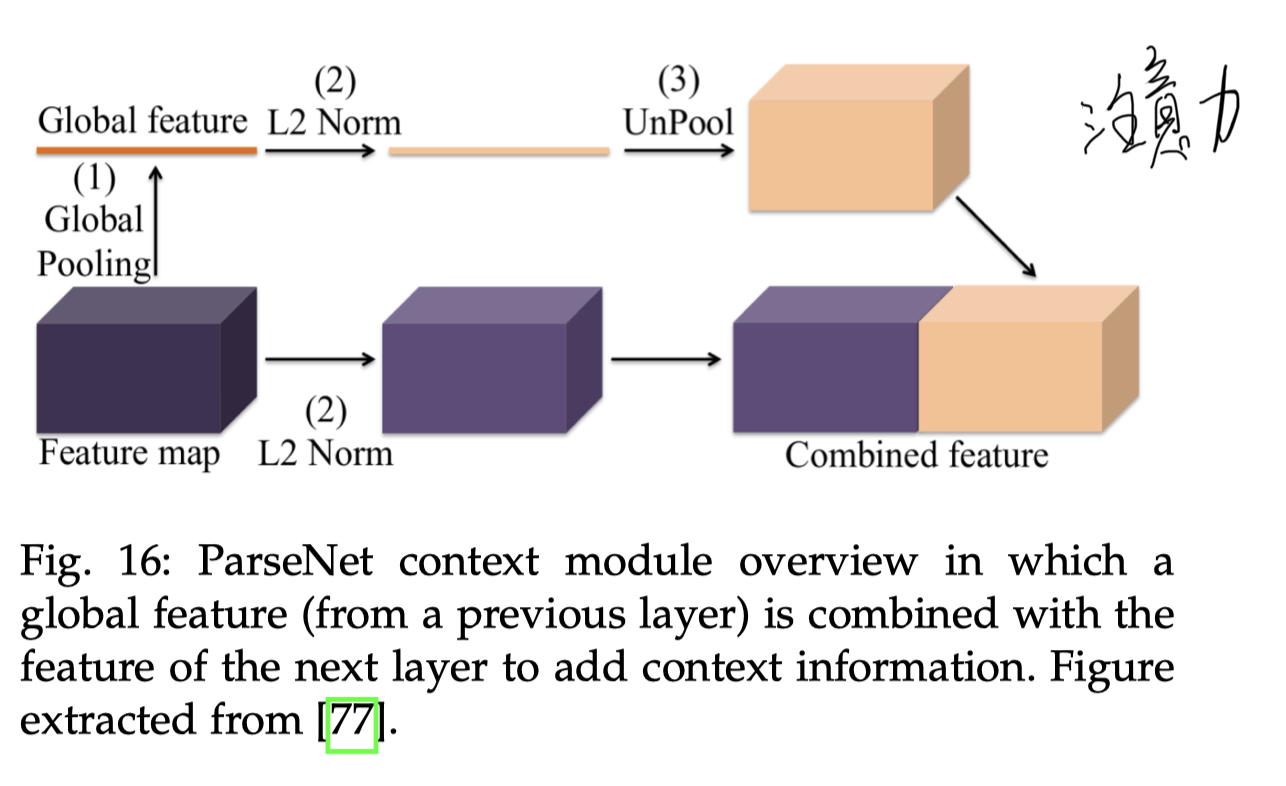 (2)
(3)
注意力
Global feature
L2 Norm
UnPool
(1)
Global
Pooling
(2)
Feature map
L2 Norm
Combined feature
Fig. 16: ParseNet context module overview in which a
global feature (from a previous layer) is combined with the
feature of the next layer to add context information. Figure
extracted from [77].